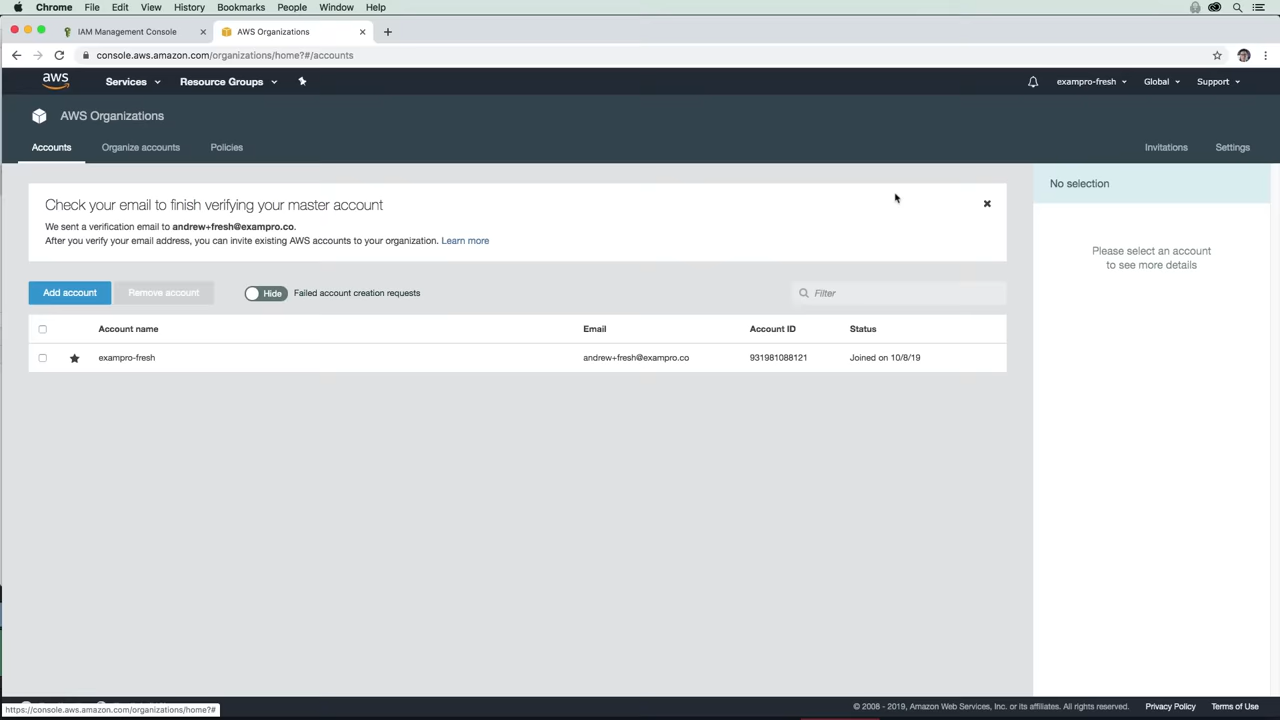 Chrome File Edit View History Bookmarks People Window Help
IAM Management Console
AWS Organizations
console.aws.amazon.com/organizations/home?#/accounts
aws
Services
Resource Groups
exampro-fresh
Global
Support
AWS Organizations
Accounts
Organize accounts
Policies
Invitations
Settings
Check your email to finish verifying your master account
We sent a verification email to andrew+fresh@exampro.co.
After you verify your email address, you can invite existing AWS accounts to your organization. Learn more
No selection
Please select an account
to see more details
Add account
Remove account
Hide
Failed account creation requests
Filter
Account name Email Account ID Status
exampro-fresh andrew+fresh@exampro.co 931981088121 Joined on 10/8/19
https://console.aws.amazon.com/organizations/home?#
© 2008 - 2019, Amazon Web Services, Inc. or its affiliates. All rights reserved. Privacy Policy Terms of Use